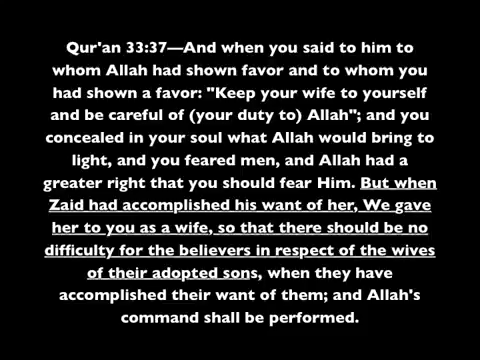 Qur'an 33:37—And when you said to him to
whom Allah had shown favor and to whom you
had shown a favor: "Keep your wife to yourself
and be careful of (your duty to) Allah"; and you
concealed in your soul what Allah would bring to
light, and you feared men, and Allah had a
greater right that you should fear Him. But when
Zaid had accomplished his want of her, We gave
her to you as a wife, so that there should be no
difficulty for the believers in respect of the wives
of their adopted sons, when they have
accomplished their want of them; and Allah's
command shall be performed.